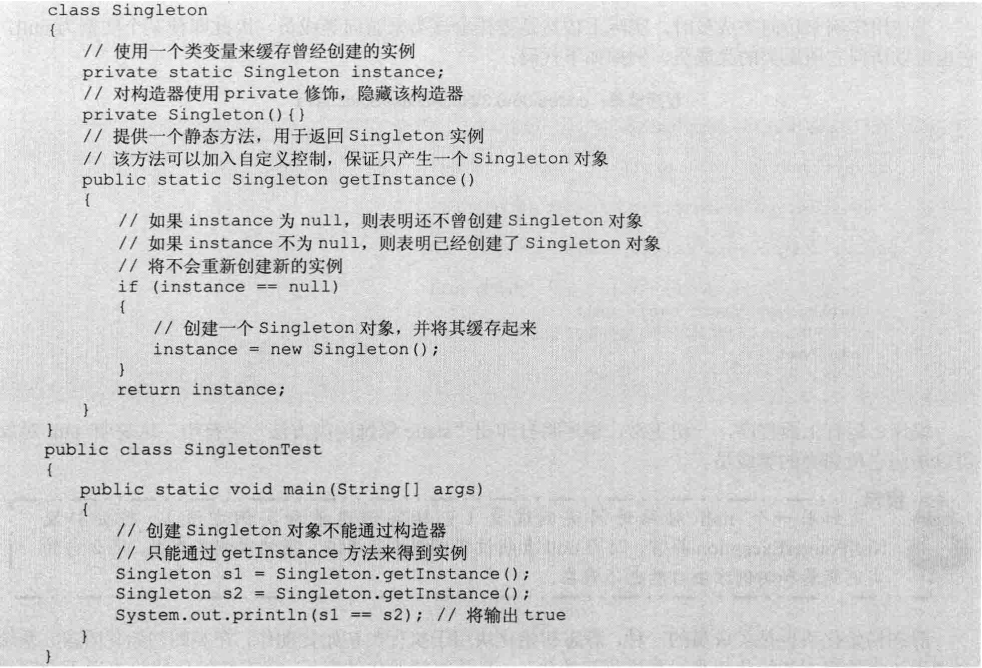 class Singleton
{
// 使用一个类变量来缓存曾经创建的实例
private static Singleton instance;
// 对构造器使用 private 修饰，隐藏该构造器
private Singleton(){}
// 提供一个静态方法，用于返回 Singleton 实例
// 该方法可以加入自定义控制，保证只产生一个 Singleton 对象
public static Singleton getInstance()
{
// 如果 instance 为 null，则表明还不曾创建 Singleton 对象
// 如果 instance 不为 null，则表明已经创建了 Singleton 对象
// 将不会重新创建新的实例
if (instance == null)
{
// 创建一个 Singleton 对象，并将其缓存起来
instance = new Singleton();
}
return instance;
}
}
public class SingletonTest
{
public static void main(String[] args)
{
// 创建 Singleton 对象不能通过构造器
// 只能通过 getInstance 方法来得到实例
Singleton s1 = Singleton.getInstance();
Singleton s2 = Singleton.getInstance();
System.out.println(s1 == s2); // 将输出 true
}
}